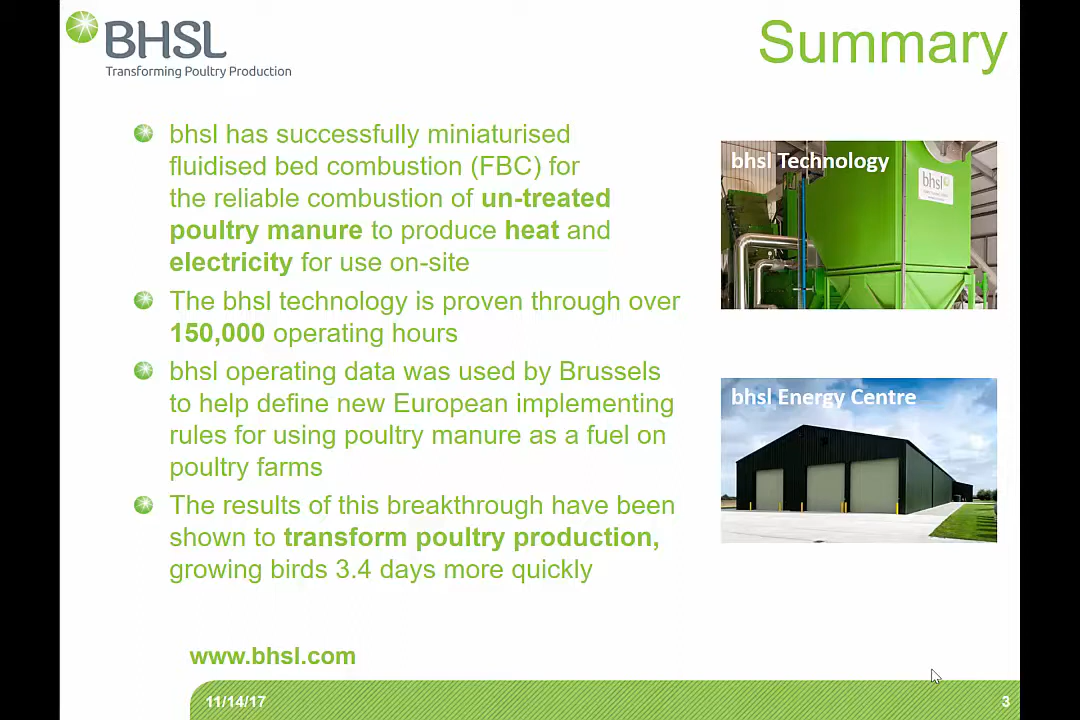 BHSL
Transforming Poultry Production
Summary
bhsl has successfully miniaturised
fluidised bed combustion (FBC) for
the reliable combustion of un-treated
poultry manure to produce heat and
electricity for use on-site
The bhsl technology is proven through over
150,000 operating hours
bhsl operating data was used by Brussels
to help define new European implementing
rules for using poultry manure as a fuel on
poultry farms
The results of this breakthrough have been
shown to transform poultry production,
growing birds 3.4 days more quickly
bhsl Technology
bhsl
bhsl Energy Centre
www.bhsl.com
11/14/17
3